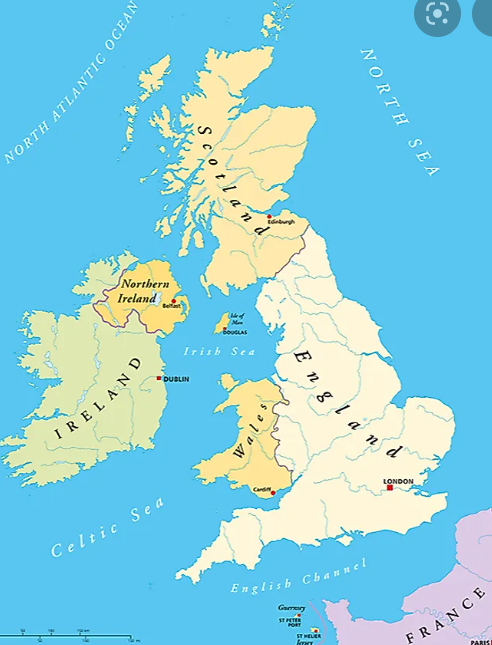 NORTH ATLANTIC OCEAN
NORTH SEA
Scotland
Edinburgh
Northern
Ireland
Belfast
Isle of
Man
DOUGLAS
Irish Sea
IRELAND
DUBLIN
England
Wales
Cardiff
LONDON
Celtic Sea
English Channel
Guernsey
ST PETER
PORT
ST HELIER
Jersey
FRANCE
PARIS